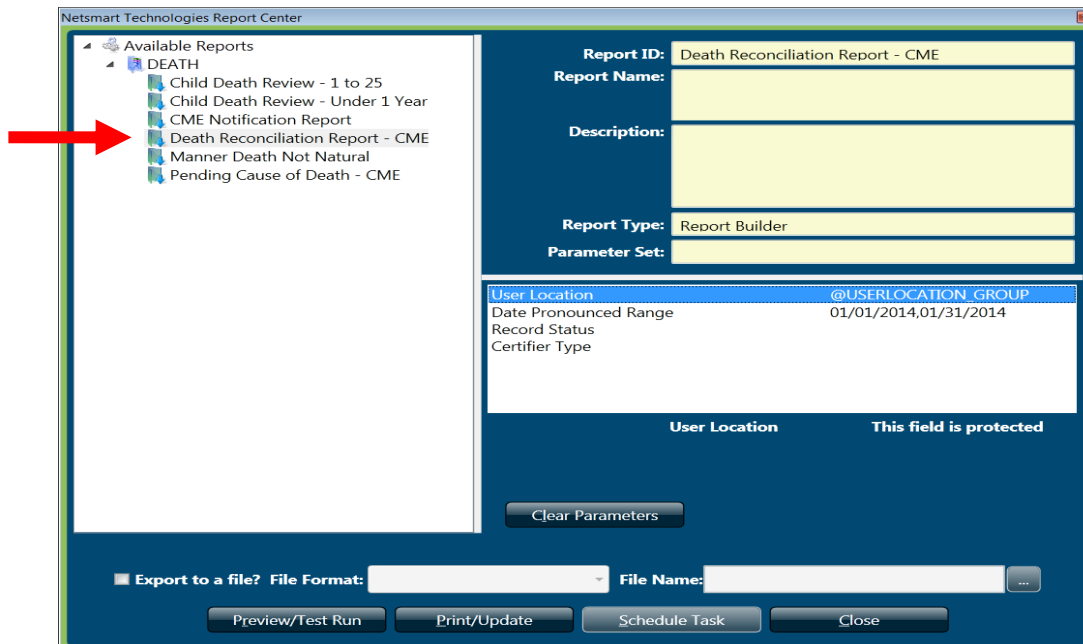 Netsmart Technologies Report Center
Available Reports
DEATH
Child Death Review - 1 to 25
Child Death Review - Under 1 Year
CME Notification Report
Death Reconciliation Report - CME
Manner Death Not Natural
Pending Cause of Death - CME
Report ID: Death Reconciliation Report - CME
Report Name:
Description:
Report Type: Report Builder
Parameter Set:
User Location @USERLOCATION_GROUP
Date Pronounced Range 01/01/2014,01/31/2014
Record Status
Certifier Type
User Location This field is protected
Clear Parameters
Export to a file? File Format: File Name: ...
Preview/Test Run Print/Update Schedule Task Close